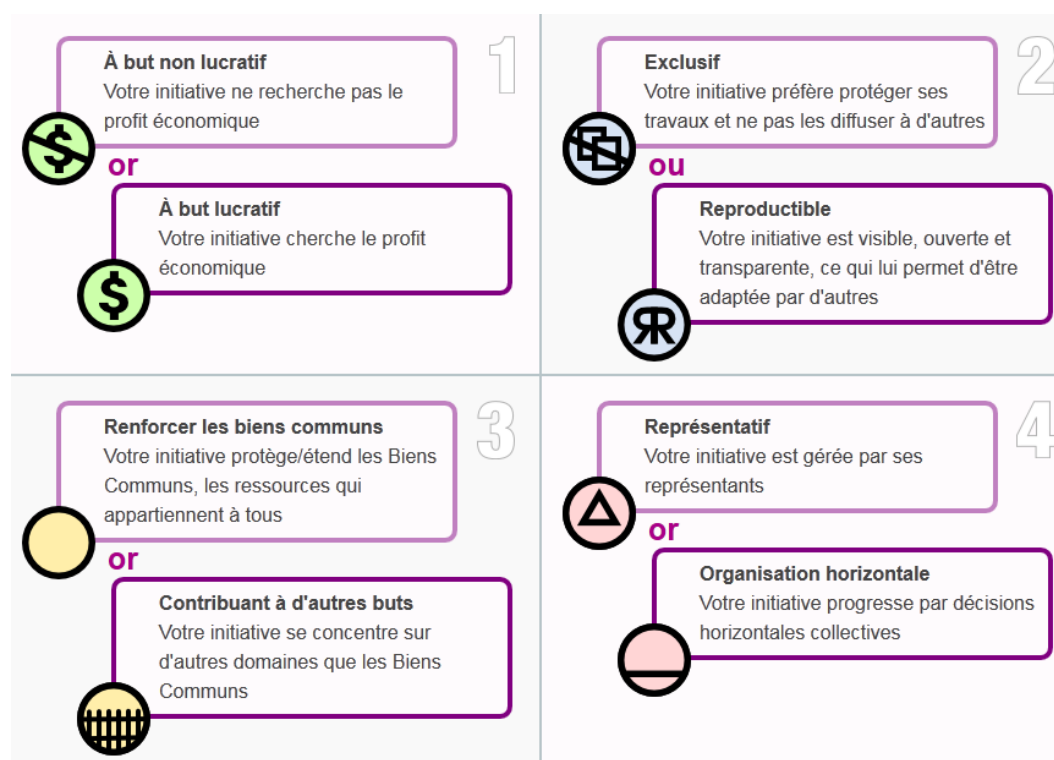 1
À but non lucratif
Votre initiative ne recherche pas le
profit économique
$
or
À but lucratif
Votre initiative cherche le profit
économique
$
2
Exclusif
Votre initiative préfère protéger ses
travaux et ne pas les diffuser à d'autres
ou
Reproductible
Votre initiative est visible, ouverte et
transparente, ce qui lui permet d'être
adaptée par d'autres
RR
3
Renforcer les biens communs
Votre initiative protège/étend les Biens
Communs, les ressources qui
appartiennent à tous
or
Contribuant à d'autres buts
Votre initiative se concentre sur
d'autres domaines que les Biens
Communs
4
Représentatif
Votre initiative est gérée par ses
représentants
or
Organisation horizontale
Votre initiative progresse par décisions
horizontales collectives